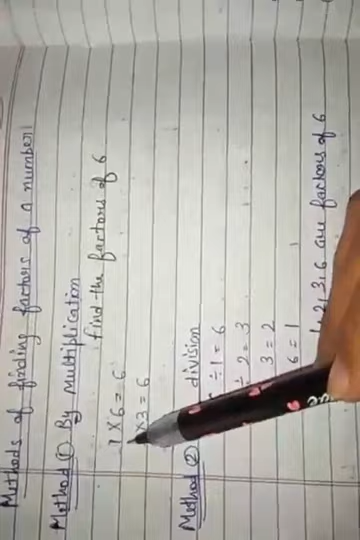 Methods of finding factors of a number
Method ① By multiplication
find the factors of 6
1 × 6 = 6
× 3 = 6
Method ② division
÷ 1 = 6
÷ 2 = 3
3 = 2
6 = 1
1, 2, 3, 6 are factors of 6